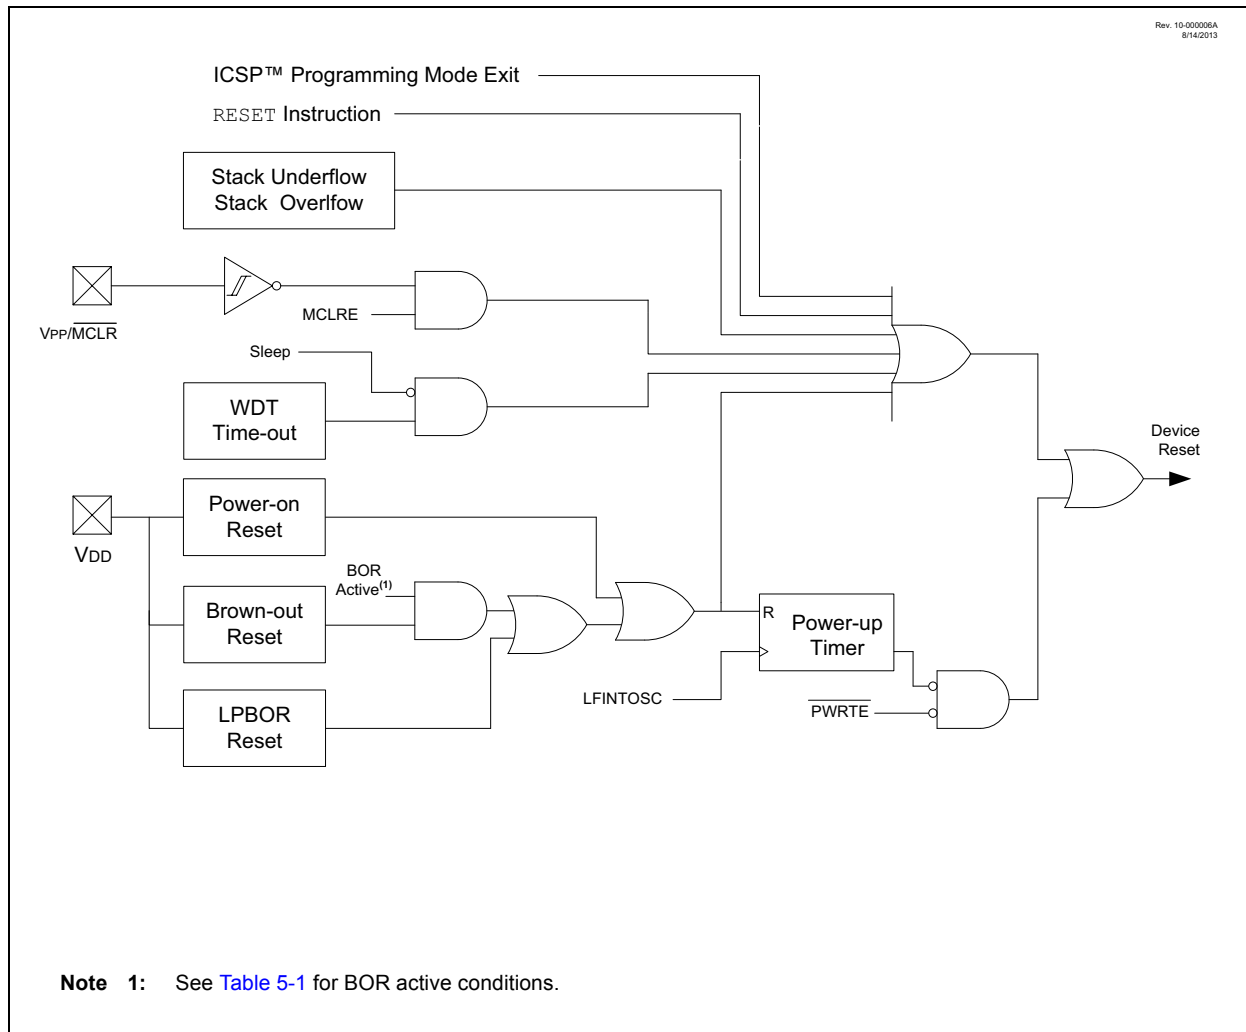 Rev. 10-000006A
8/14/2013
ICSP™ Programming Mode Exit
RESET Instruction
Stack Underflow
Stack Overlfow
VPP/MCLR
MCLRE
Sleep
WDT
Time-out
Device
Reset
VDD
Power-on
Reset
BOR
Active(1)
Brown-out
Reset
R
Power-up
Timer
LFINTOSC
PWRTE
LPBOR
Reset
Note 1: See Table 5-1 for BOR active conditions.